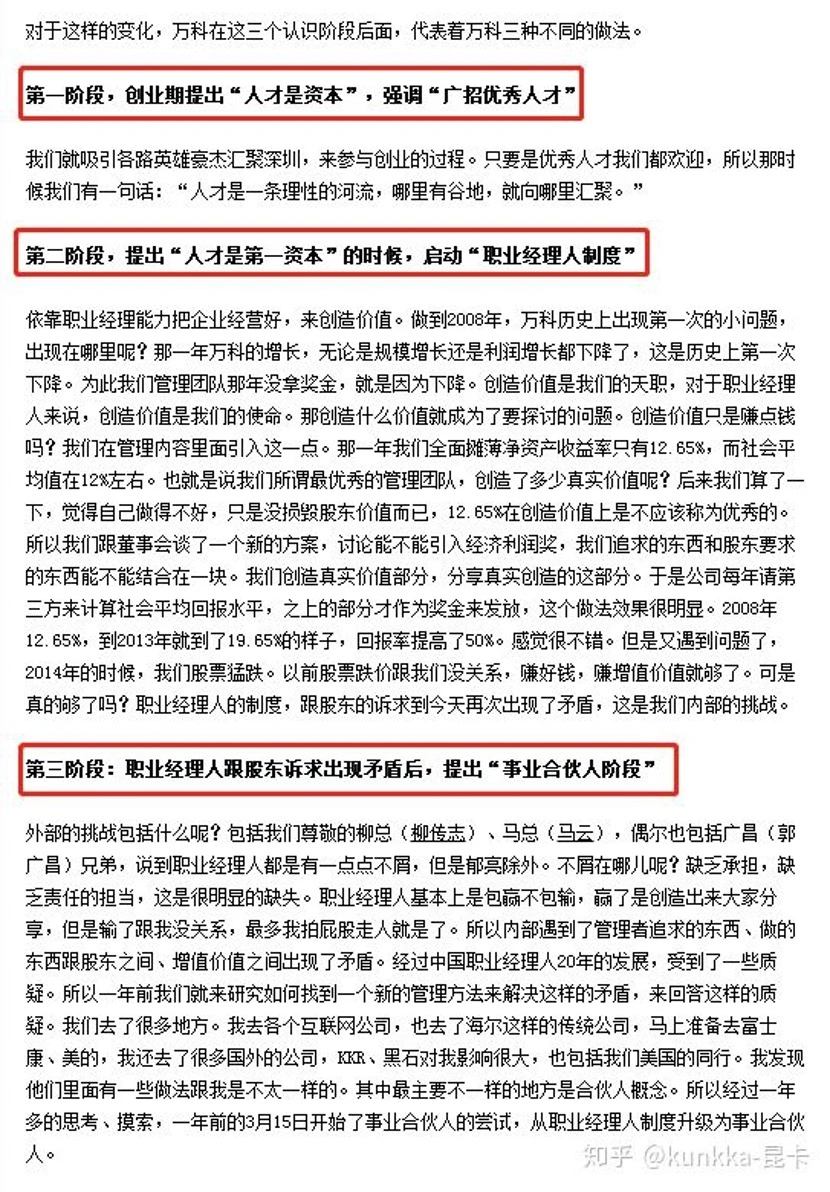 对于这样的变化，万科在这三个认识阶段后面，代表着万科三种不同的做法。
第一阶段，创业期提出“人才是资本”，强调“广招优秀人才”
我们就吸引各路英雄豪杰汇聚深圳，来参与创业的过程。只要是优秀人才我们都欢迎，所以那时
候我们有一句话：“人才是一条理性的河流，哪里有谷地，就向哪里汇聚。”
第二阶段，提出“人才是第一资本”的时候，启动“职业经理人制度”
依靠职业经理能力把企业经营好，来创造价值。做到2008年，万科历史上出现第一次的小问题，
出现在哪里呢？那一年万科的增长，无论是规模增长还是利润增长都下降了，这是历史上第一次
下降。为此我们管理团队那年没拿奖金，就是因为下降。创造价值是我们的天职，对于职业经理
人来说，创造价值是我们的使命。那创造什么价值就成为了要探讨的问题。创造价值只是赚点钱
吗？我们在管理内容里面引入这一点。那一年我们全面摊薄净资产收益率只有12.65%，而社会平
均值在12%左右。也就是说我们所谓最优秀的管理团队，创造了多少真实价值呢？后来我们算了一
下，觉得自己做得不好，只是没损毁股东价值而已，12.65%在创造价值上是不应该称为优秀的。
所以我们跟董事会谈了一个新的方案，讨论能不能引入经济利润奖，我们追求的东西和股东要求
的东西能不能结合在一块。我们创造真实价值部分，分享真实创造的这部分。于是公司每年请第
三方来计算社会平均回报水平，之上的部分才作为奖金来发放，这个做法效果很明显。2008年
12.65%，到2013年就到了19.65%的样子，回报率提高了50%。感觉很不错。但是又遇到问题了，
2014年的时候，我们股票猛跌。以前股票跌价跟我们没关系，赚好钱，赚增值价值就够了。可是
真的够了吗？职业经理人的制度，跟股东的诉求到今天再次出现了矛盾，这是我们内部的挑战。
第三阶段：职业经理人跟股东诉求出现矛盾后，提出“事业合伙人阶段”
外部的挑战包括什么呢？包括我们尊敬的柳总（柳传志）、马总（马云），偶尔也包括广昌（郭
广昌）兄弟，说到职业经理人都是有一点点不屑，但是郁亮除外。不屑在哪儿呢？缺乏承担，缺
乏责任的担当，这是很明显的缺失。职业经理人基本上是包赢不包输，赢了是创造出来大家分
享，但是输了跟我没关系，最多我拍屁股走人就是了。所以内部遇到了管理者追求的东西、做的
东西跟股东之间、增值价值之间出现了矛盾。经过中国职业经理人20年的发展，受到了一些质
疑。所以一年前我们就来研究如何找到一个新的管理方法来解决这样的矛盾，来回答这样的质
疑。我们去了很多地方。我去各个互联网公司，也去了海尔这样的传统公司，马上准备去富士
康、美的，我还去了很多国外的公司，KKR、黑石对我影响很大，也包括我们美国的同行。我发现
他们里面有一些做法跟我是不太一样的。其中最主要不一样的地方是合伙人概念。所以经过一年
多的思考、摸索，一年前的3月15日开始了事业合伙人的尝试，从职业经理人制度升级为事业合伙
人。
知乎 @kunkka-昆卡